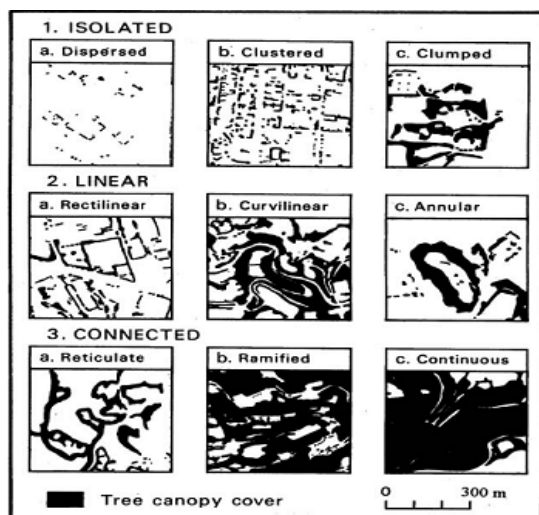 1. ISOLATED
a. Dispersed
b. Clustered
c. Clumped
2. LINEAR
a. Rectilinear
b. Curvilinear
c. Annular
3. CONNECTED
a. Reticulate
b. Ramified
c. Continuous
Tree canopy cover
0 300 m